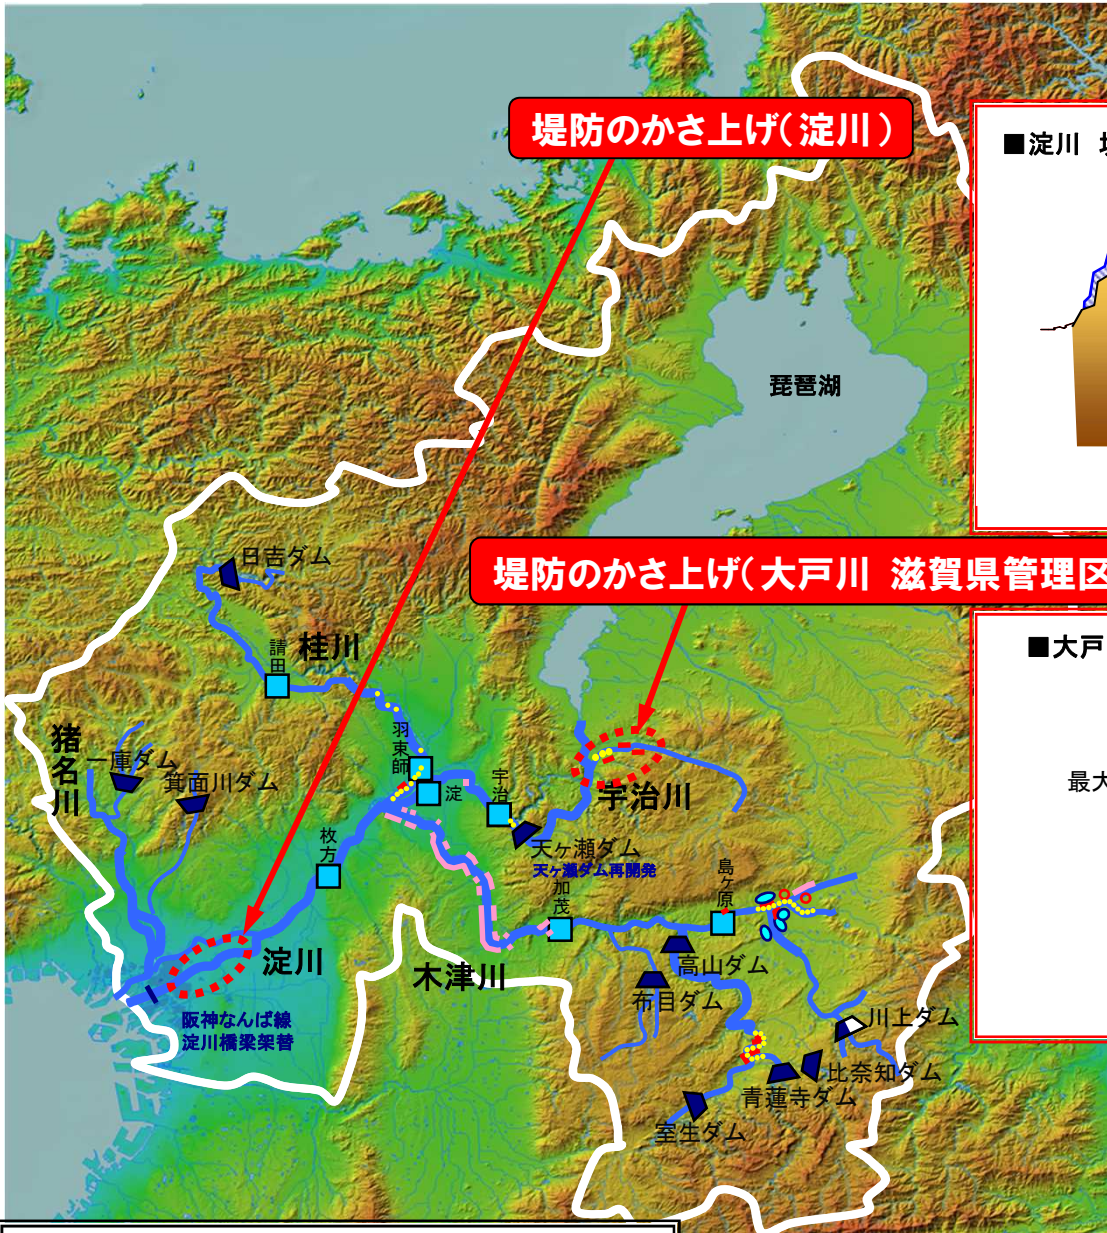 堤防のかさ上げ(淀川)
■淀川
琵琶湖
堤防のかさ上げ(大戸川 滋賀県管理区
■大戸
最大
日吉ダム
請田
桂川
猪名川
一庫ダム
箕面川ダム
羽束師
淀
宇治
宇治川
天ヶ瀬ダム
天ヶ瀬ダム再開発
枚方
加茂
島ヶ原
淀川
木津川
高山ダム
布目ダム
川上ダム
阪神なんば線
淀川橋梁架替
比奈知ダム
青蓮寺ダム
室生ダム